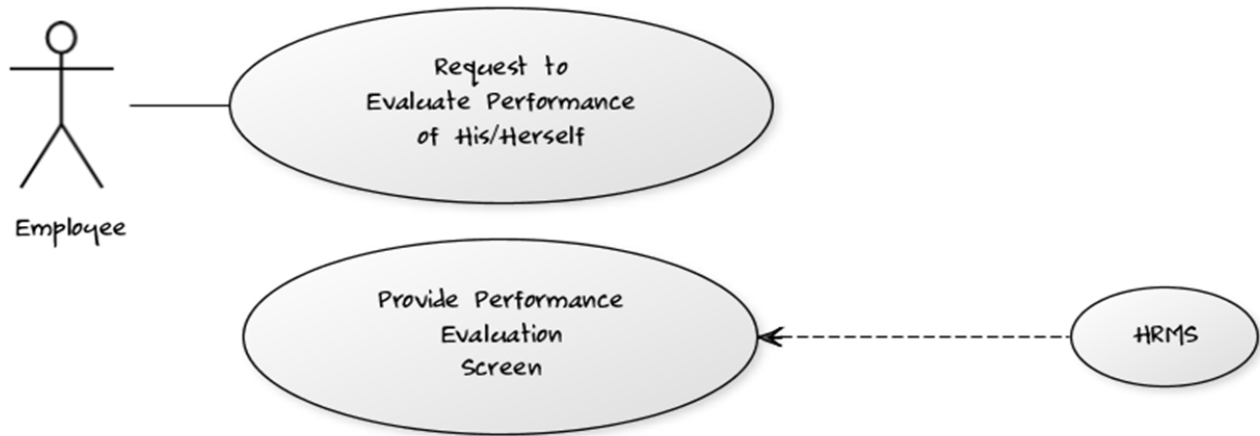 Request to
Evaluate Performance
of His/Herself
Employee
Provide Performance
Evaluation
Screen
HRMS